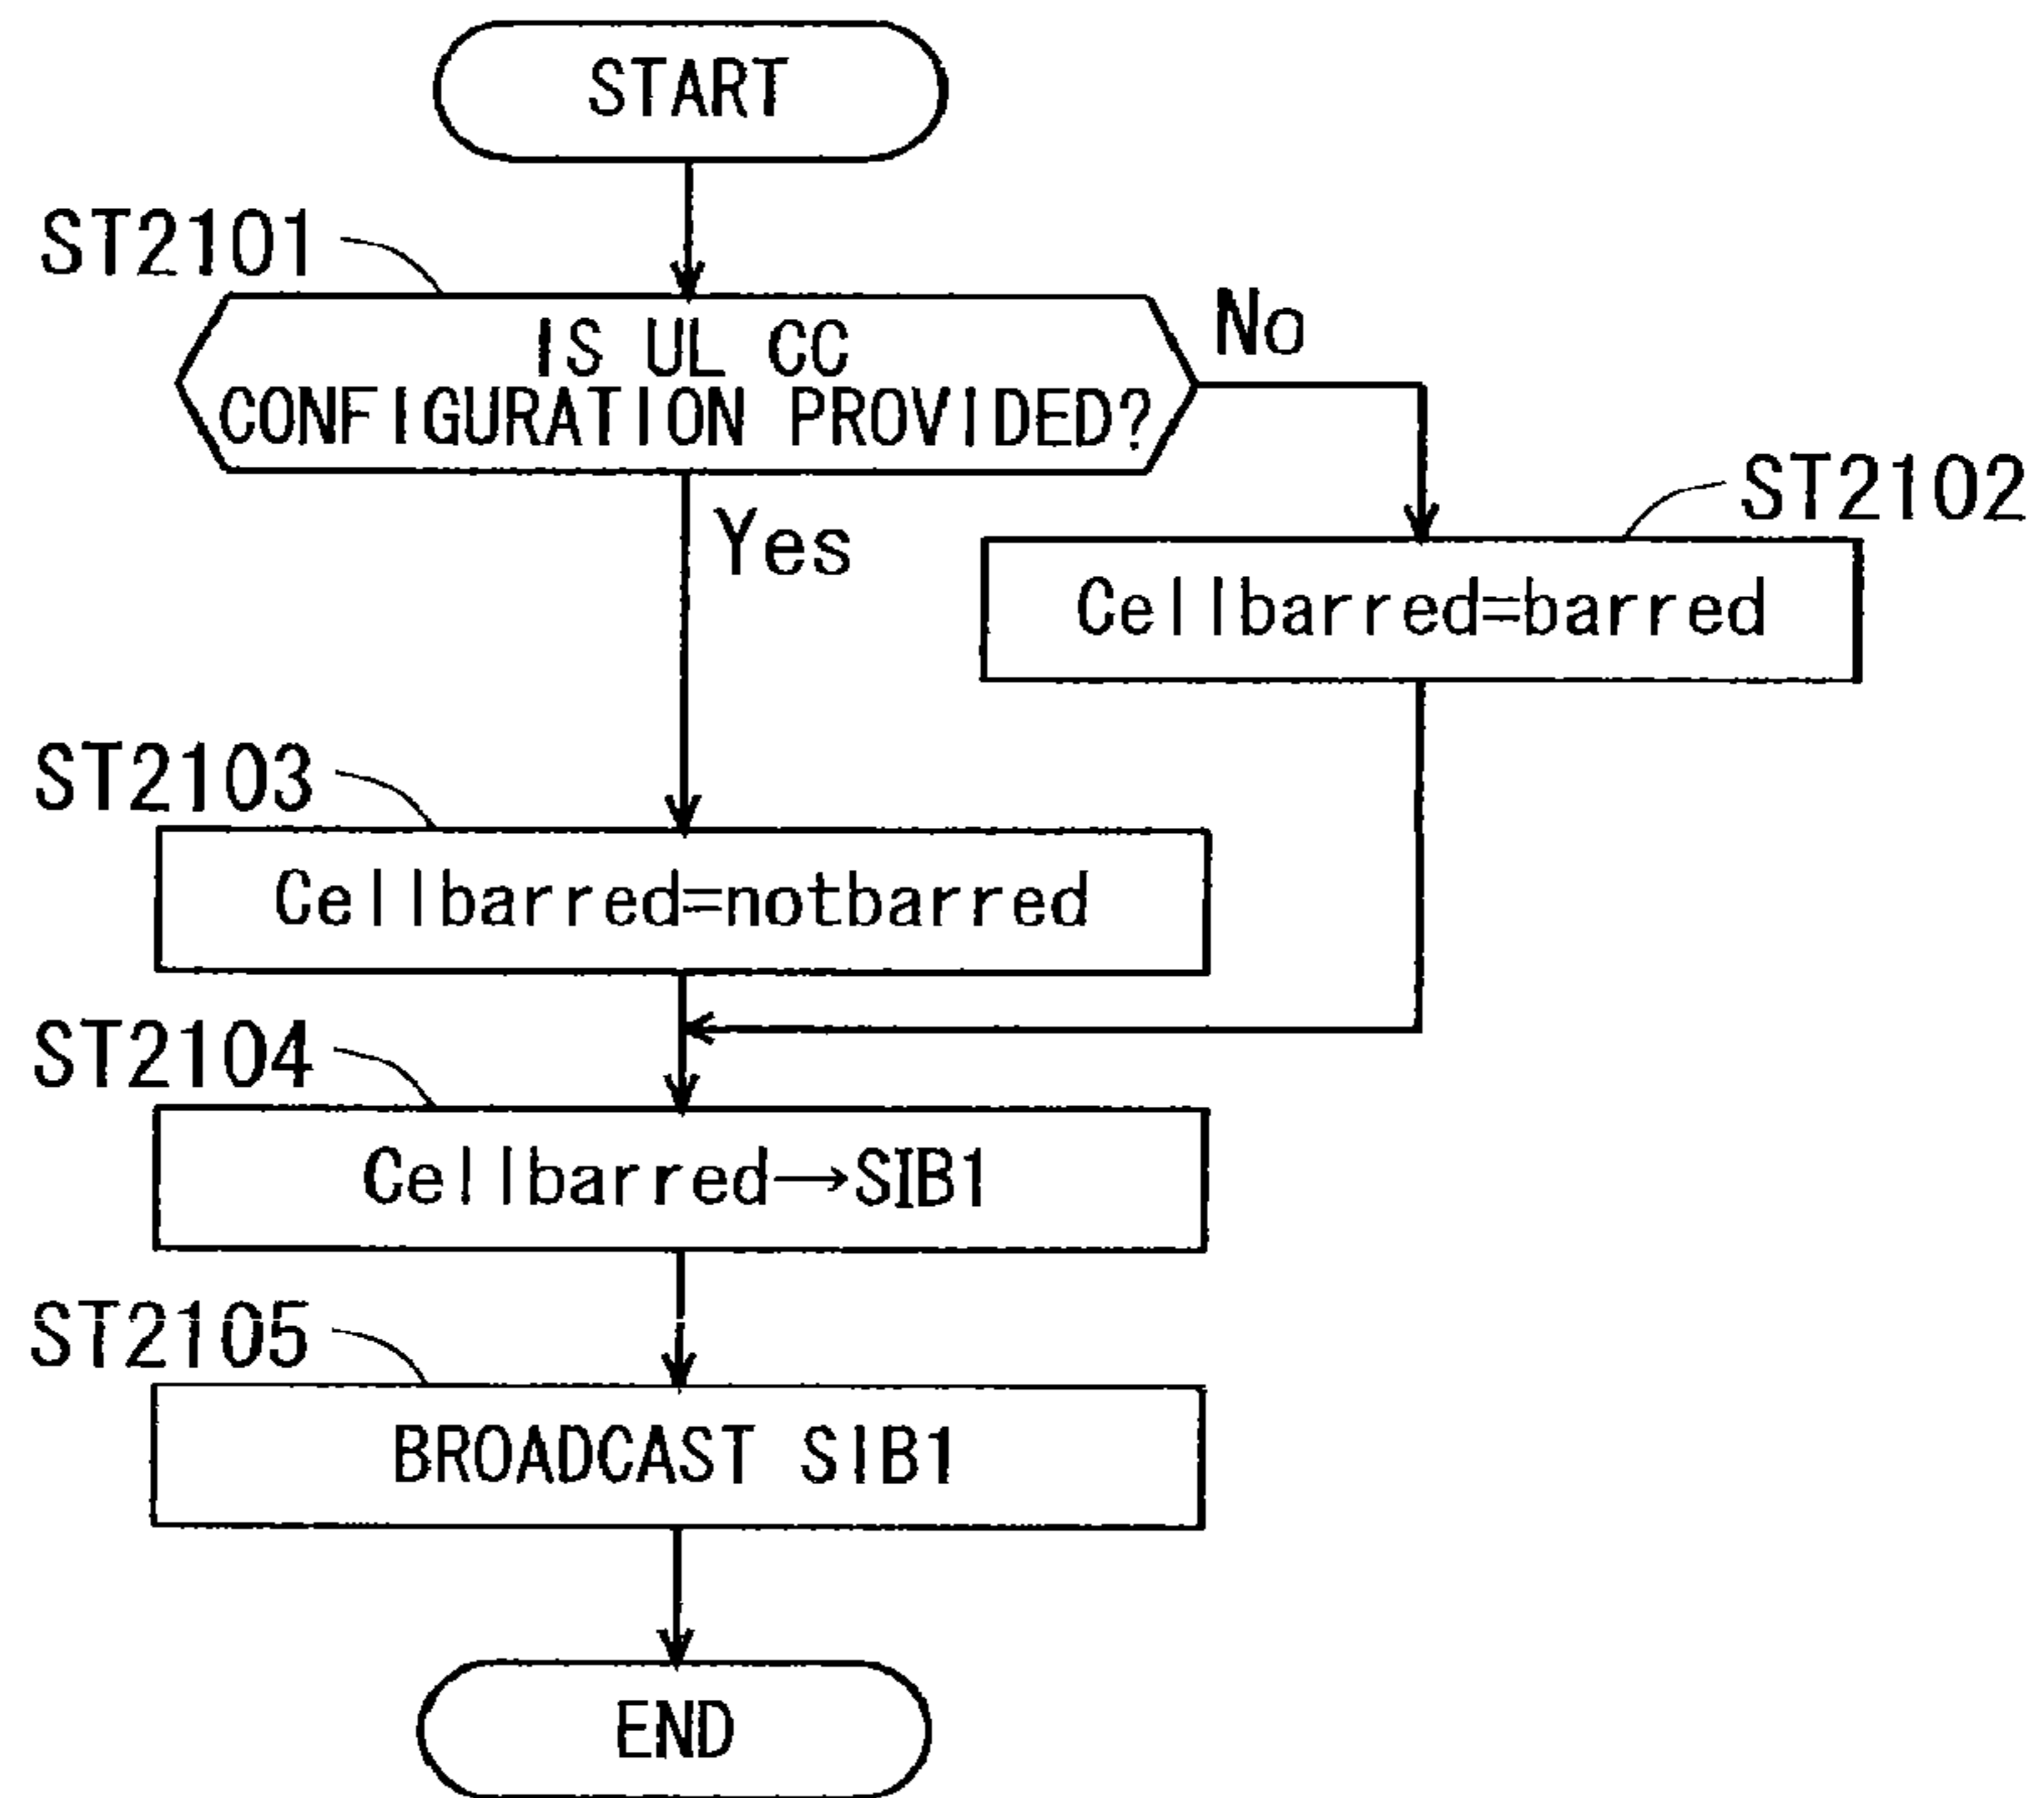 START
ST2101
IS UL CC
CONFIGURATION PROVIDED?
No
Yes
ST2102
Cellbarred=barred
ST2103
Cellbarred=notbarred
ST2104
Cellbarred→SIB1
ST2105
BROADCAST SIB1
END